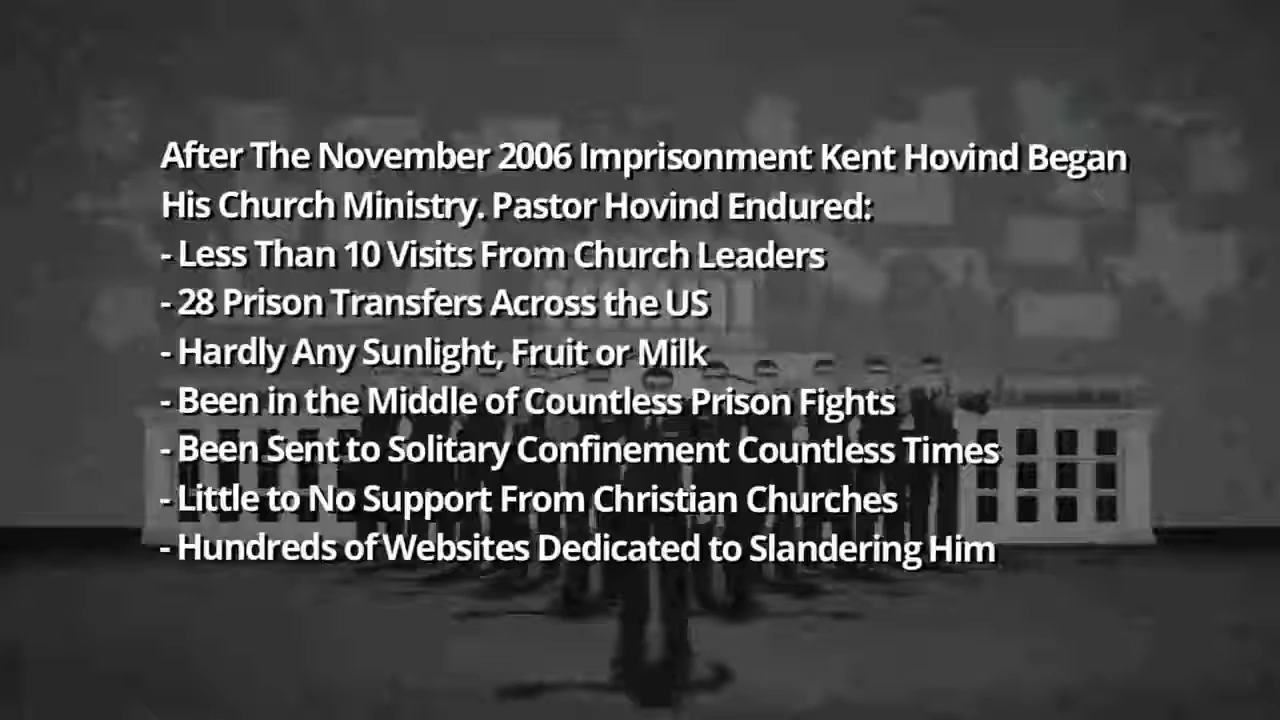 After The November 2006 Imprisonment Kent Hovind Began
His Church Ministry. Pastor Hovind Endured:
- Less Than 10 Visits From Church Leaders
- 28 Prison Transfers Across the US
- Hardly Any Sunlight, Fruit or Milk
- Been in the Middle of Countless Prison Fights
- Been Sent to Solitary Confinement Countless Times
- Little to No Support From Christian Churches
- Hundreds of Websites Dedicated to Slandering Him